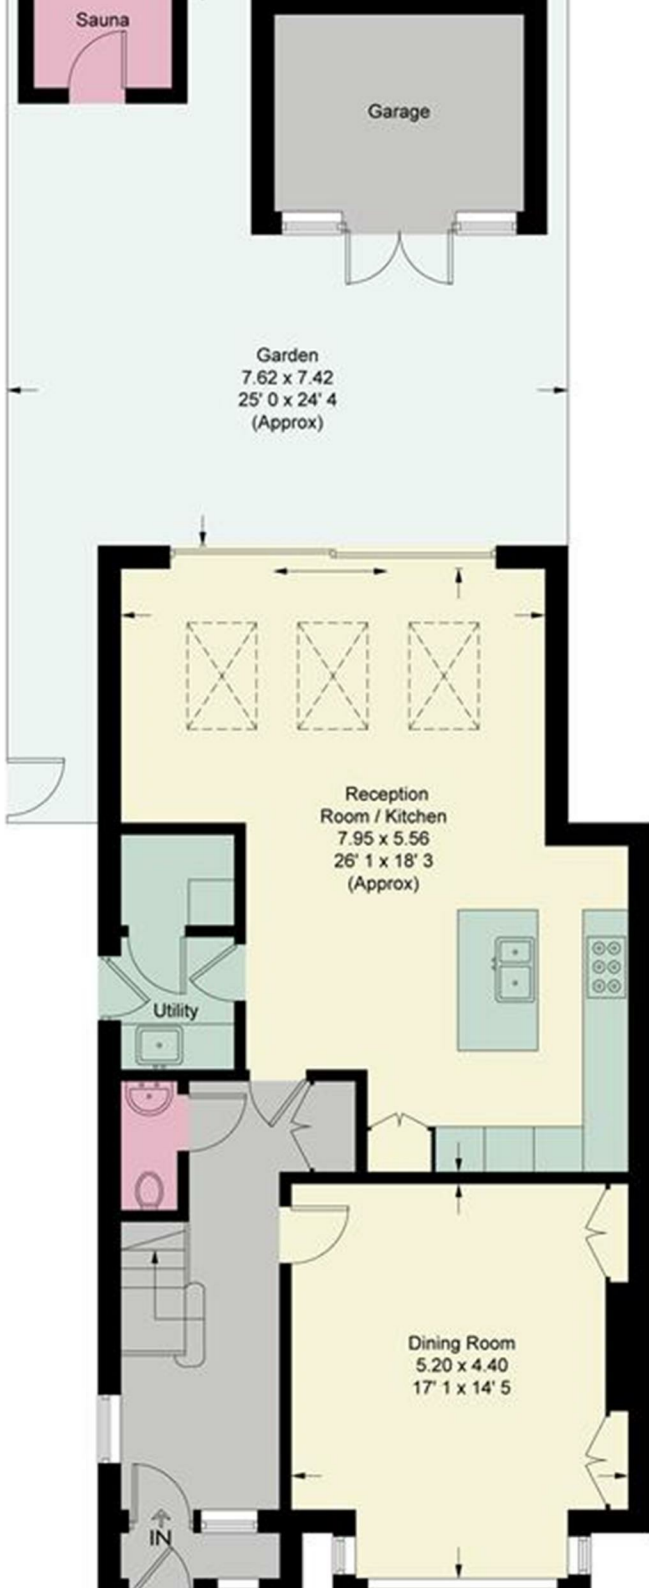 Sauna
Garage
Garden
7.62 x 7.42
25' 0 x 24' 4
(Approx)
Reception
Room / Kitchen
7.95 x 5.56
26' 1 x 18' 3
(Approx)
Utility
Dining Room
5.20 x 4.40
17' 1 x 14' 5
IN